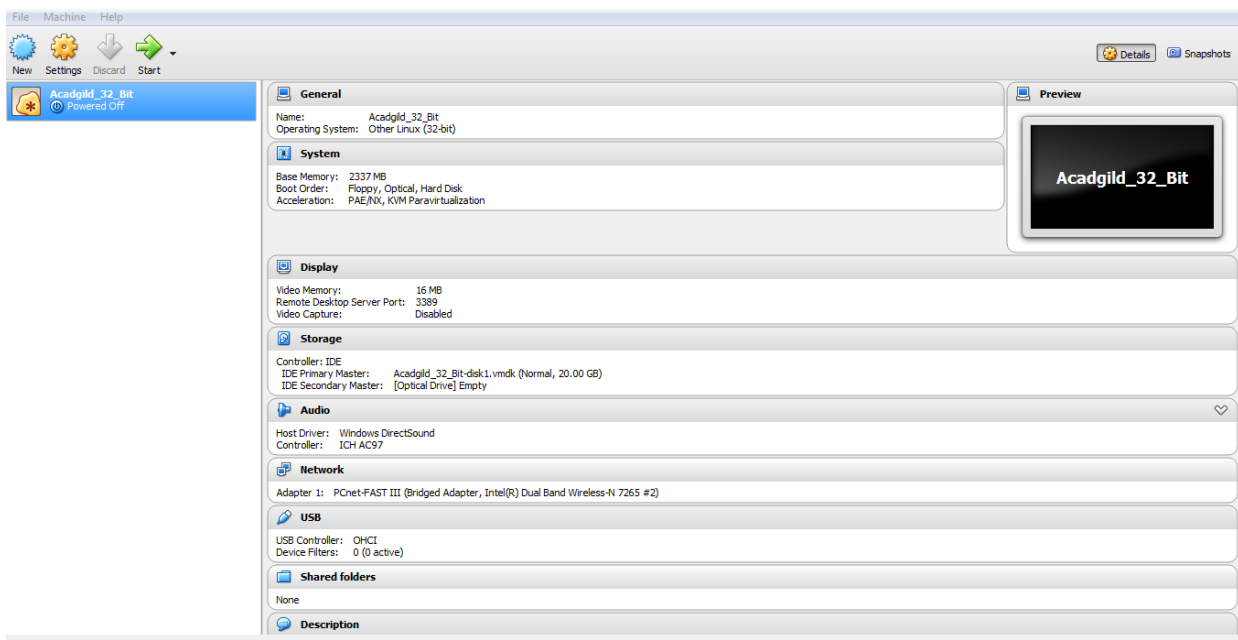 File Machine Help
New Settings Discard Start
Details Snapshots
Acadgild_32_Bit
Powered Off
General
Name: Acadgild_32_Bit
Operating System: Other Linux (32-bit)
System
Base Memory: 2337 MB
Boot Order: Floppy, Optical, Hard Disk
Acceleration: PAE/NX, KVM Paravirtualization
Preview
Acadgild_32_Bit
Display
Video Memory: 16 MB
Remote Desktop Server Port: 3389
Video Capture: Disabled
Storage
Controller: IDE
IDE Primary Master: Acadgild_32_Bit-disk1.vmdk (Normal, 20.00 GB)
IDE Secondary Master: [Optical Drive] Empty
Audio
Host Driver: Windows DirectSound
Controller: ICH AC97
Network
Adapter 1: PCnet-FAST III (Bridged Adapter, Intel(R) Dual Band Wireless-N 7265 #2)
USB
USB Controller: OHCI
Device Filters: 0 (0 active)
Shared folders
None
Description